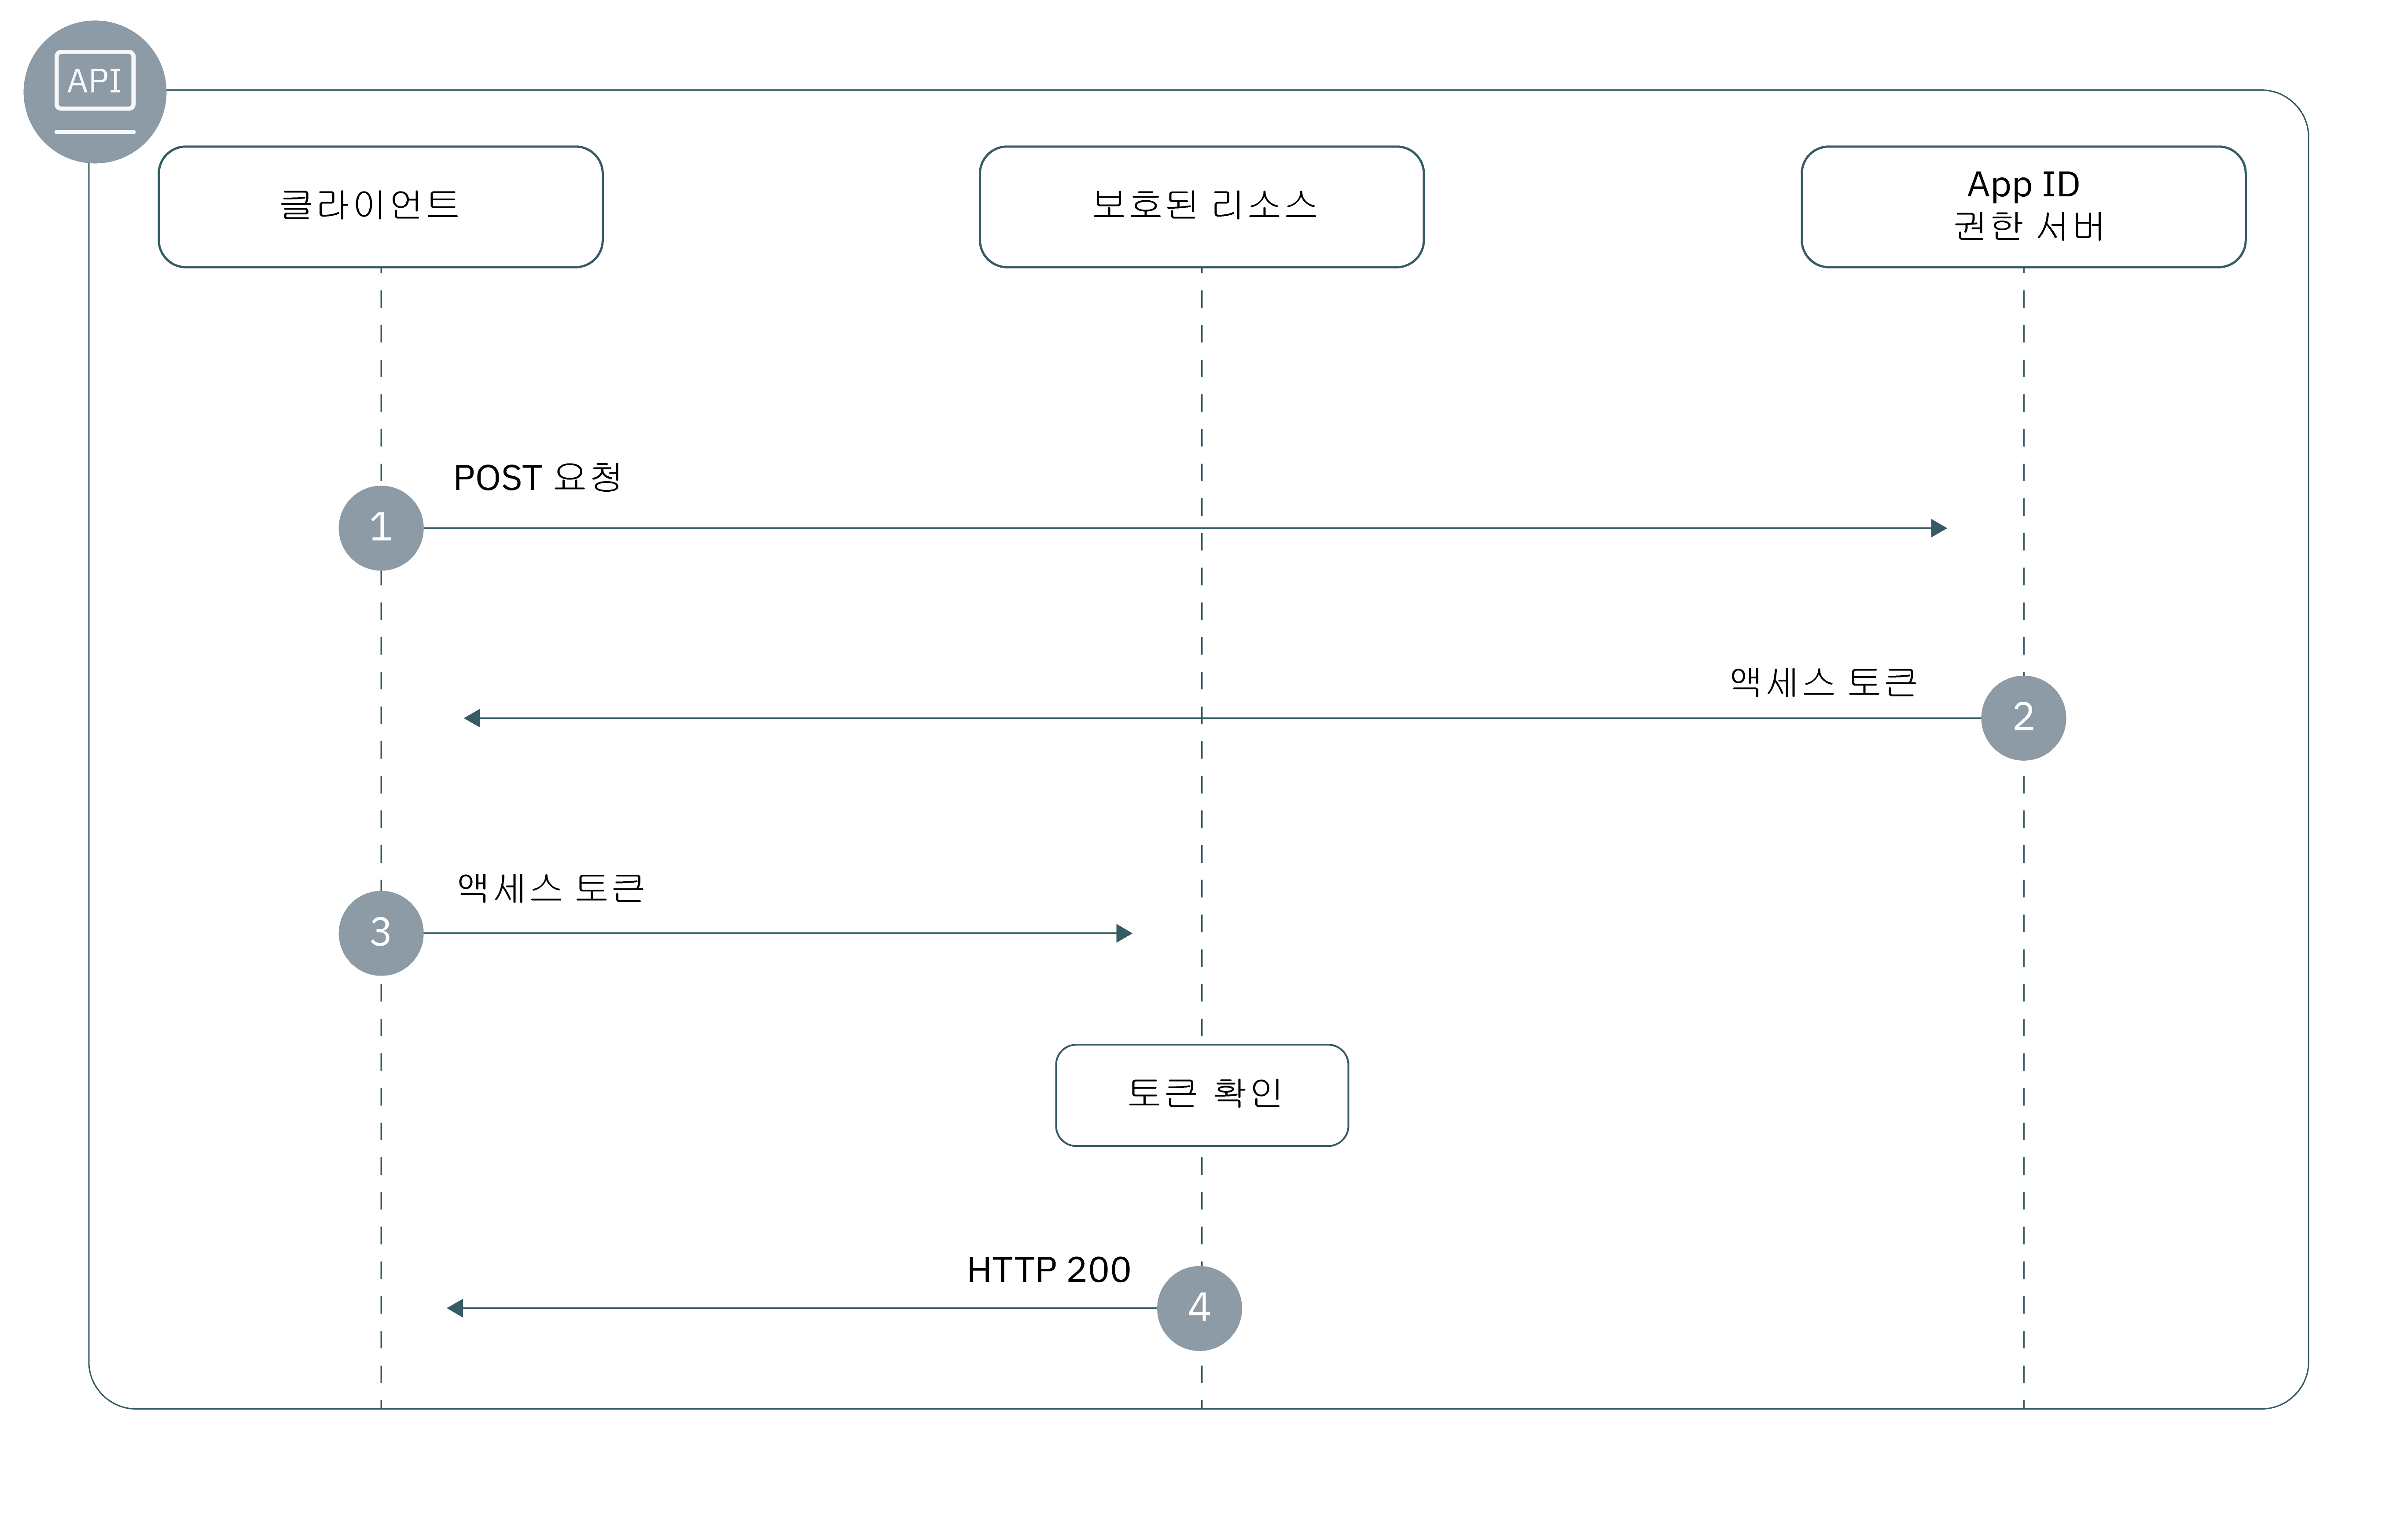 API
클라이언트
보호된 리소스
App ID
권한 서버
POST 요청
1
액세스 토큰
2
액세스 토큰
3
토큰 확인
HTTP 200
4